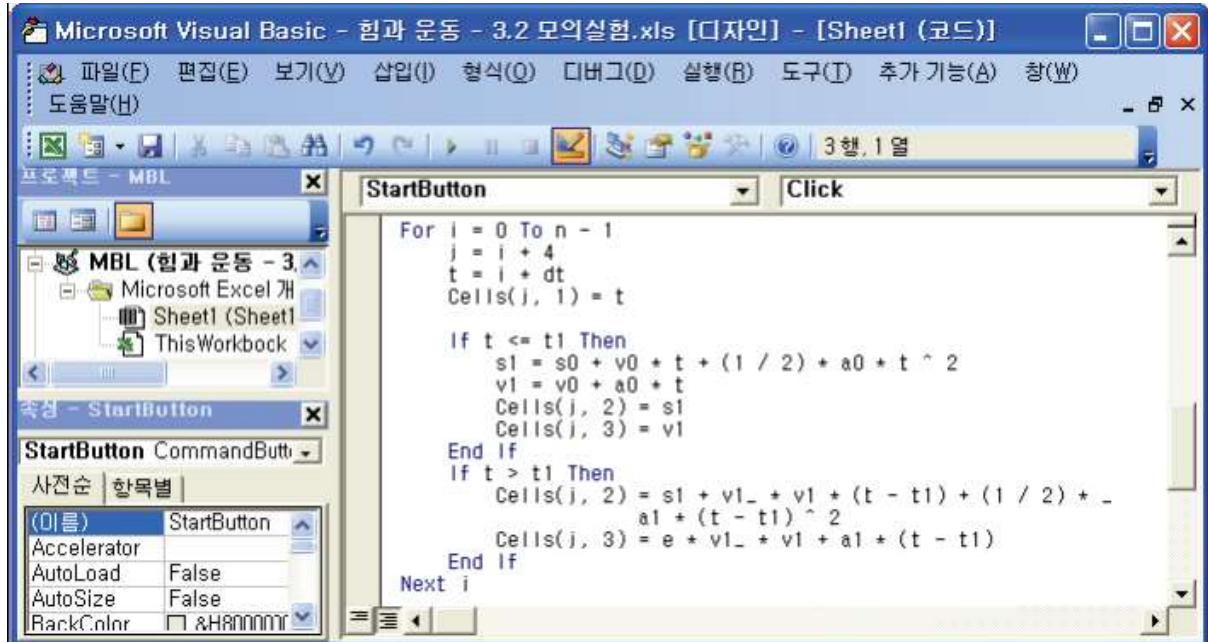 Microsoft Visual Basic - 힘과 운동 - 3.2 모의실험.xls [디자인] - [Sheet1 (코드)]
파일(F) 편집(E) 보기(V) 삽입(I) 형식(O) 디버그(D) 실행(R) 도구(T) 추가 기능(A) 창(W)
도움말(H)
3 행, 1 열
프로젝트 - MBL
MBL (힘과 운동 - 3.
Microsoft Excel 개
Sheet1 (Sheet1
ThisWorkbook
속성 - StartButton
StartButton CommandButt
사전순 항목별
(이름) StartButton
Accelerator
AutoLoad False
AutoSize False
BackColor &H8000000
StartButton Click
For i = 0 To n - 1
j = i + 4
t = i * dt
Cells(j, 1) = t
If t <= t1 Then
s1 = s0 + v0 * t + (1 / 2) * a0 * t ^ 2
v1 = v0 + a0 * t
Cells(j, 2) = s1
Cells(j, 3) = v1
End If
If t > t1 Then
Cells(j, 2) = s1 + v1_ * v1 * (t - t1) + (1 / 2) * _
a1 * (t - t1) ^ 2
Cells(j, 3) = e * v1_ * v1 + a1 * (t - t1)
End If
Next i